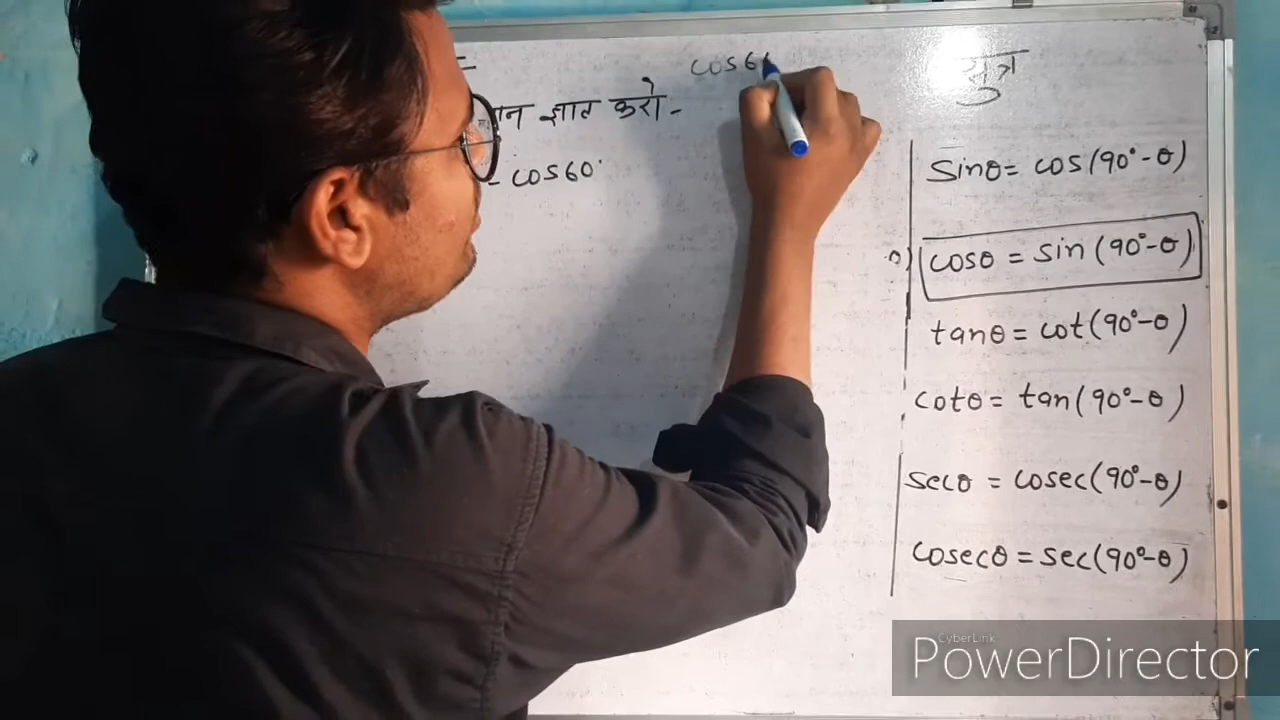 cos6
ज्ञात करो-
- cos60°
सुत्र
sinθ= cos(90°-θ)
cosθ = sin(90°-θ)
tanθ = cot(90°-θ)
cotθ = tan(90°-θ)
secθ = cosec(90°-θ)
cosecθ = sec(90°-θ)
CyberLink
PowerDirector